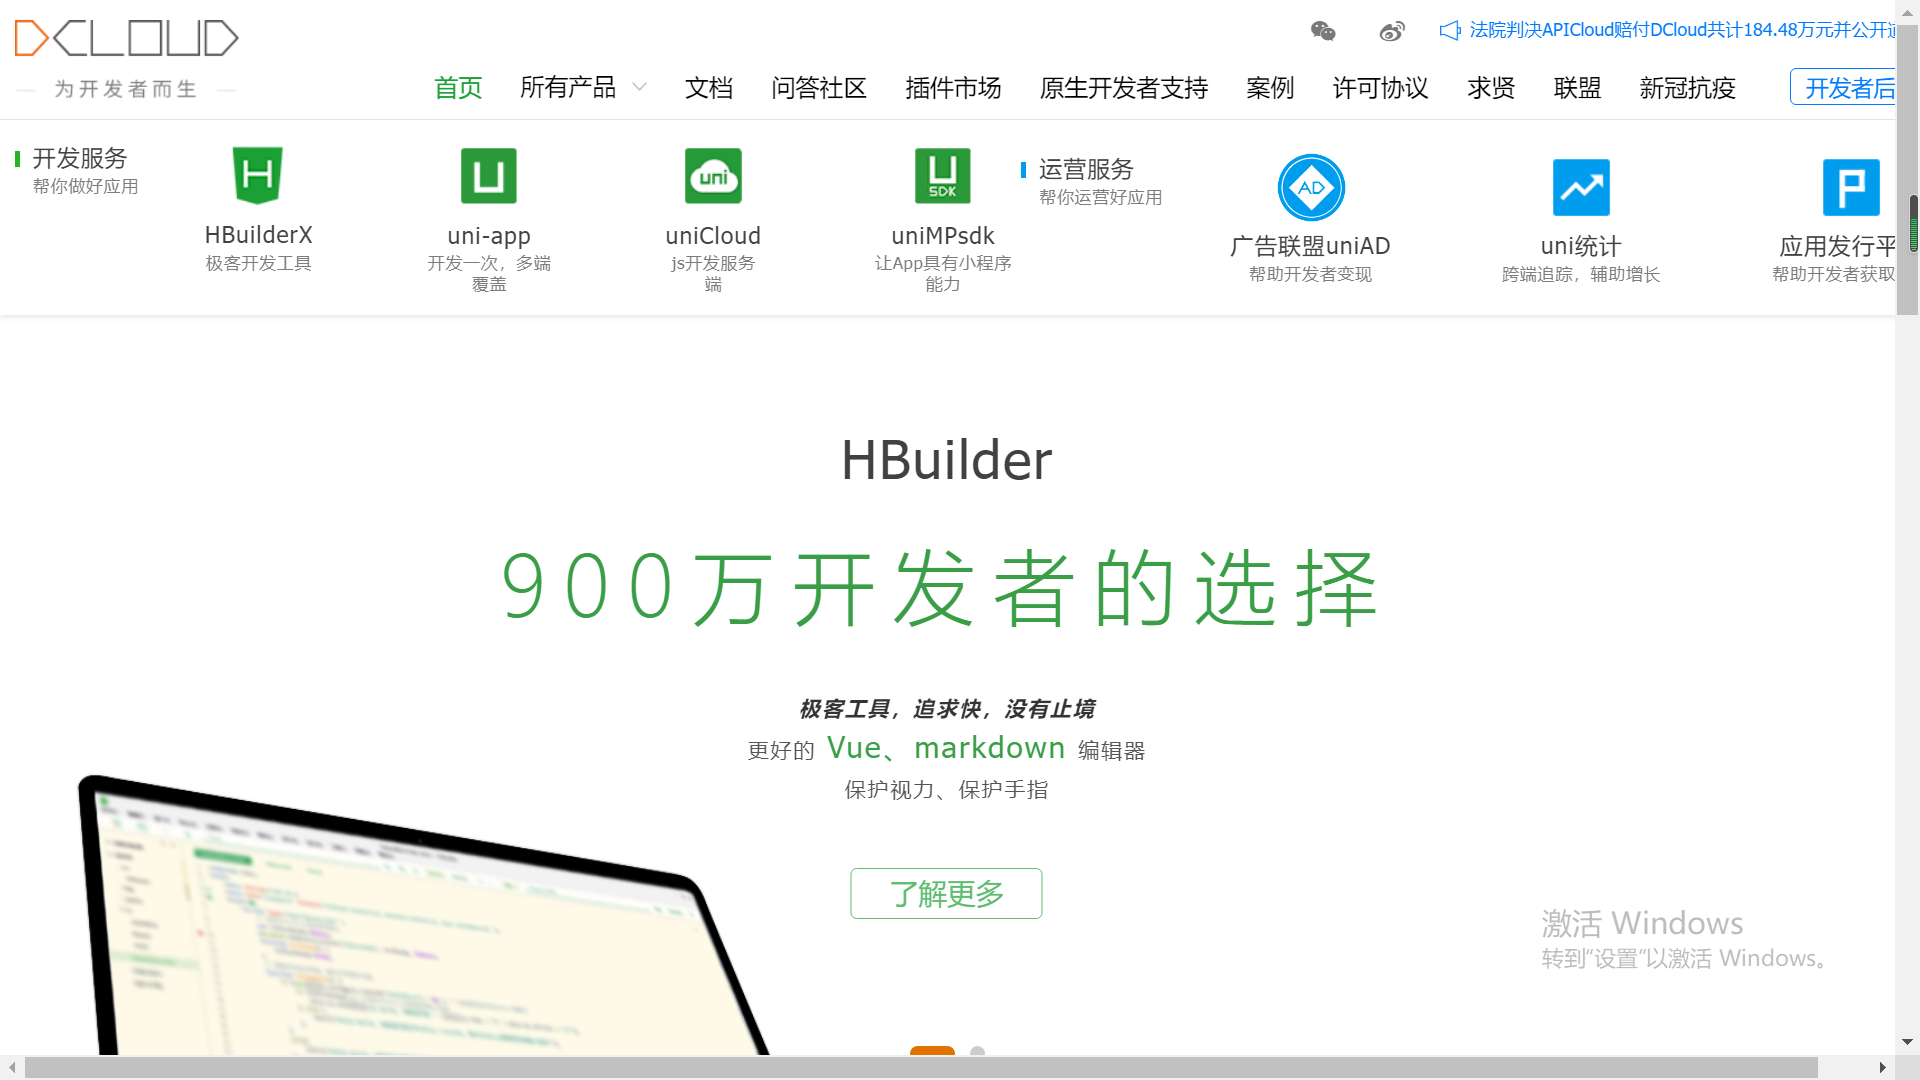 DCLOUD
为开发者而生
法院判决APICloud赔付DCloud共计184.48万元并公开
首页 所有产品 文档 问答社区 插件市场 原生开发者支持 案例 许可协议 求贤 联盟 新冠抗疫 开发者后
开发服务
帮你做好应用
HBuilderX
极客开发工具
uni-app
开发一次，多端
覆盖
uni
uniCloud
js开发服务
端
SDK
uniMPsdk
让App具有小程序
能力
运营服务
帮你运营好应用
AD
广告联盟uniAD
帮助开发者变现
uni统计
跨端追踪，辅助增长
应用发行平
帮助开发者获取
HBuilder
900万开发者的选择
极客工具，追求快，没有止境
更好的 Vue、markdown 编辑器
保护视力、保护手指
了解更多
激活 Windows
转到“设置”以激活 Windows。